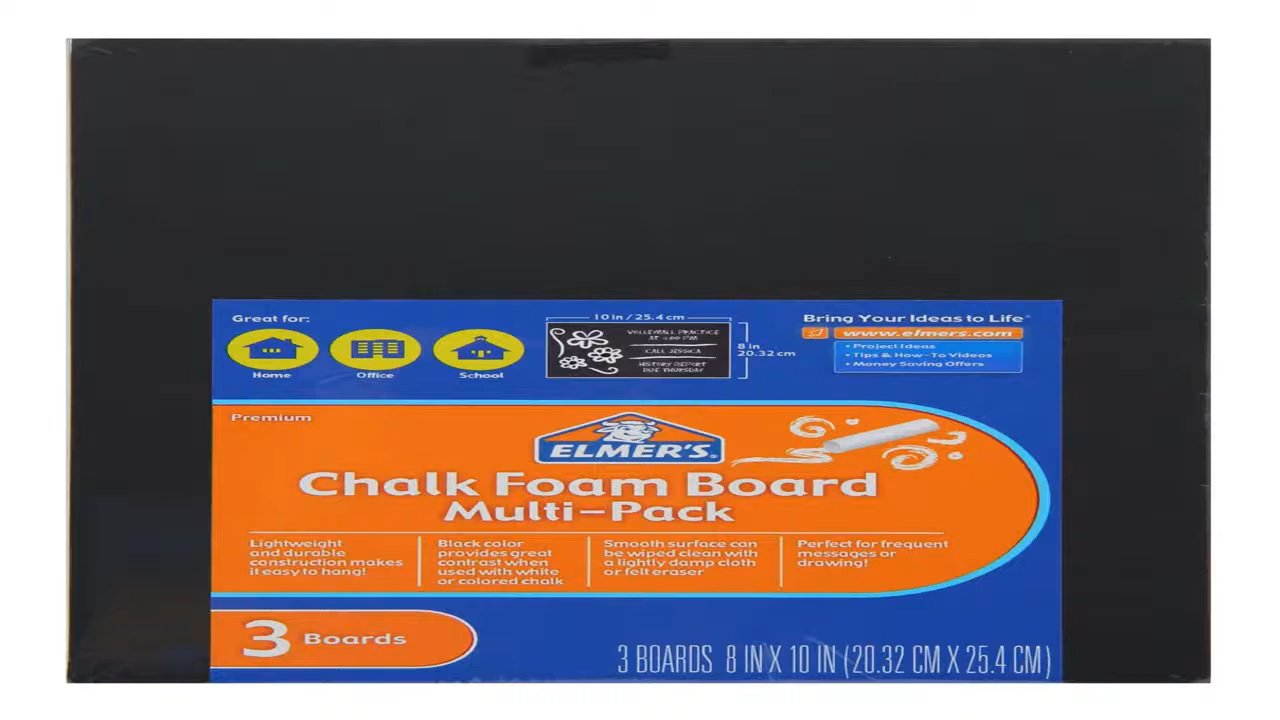 Great for:
Home
Office
School
10 in / 25.4 cm
VOLLEYBALL PRACTICE
AT 4:00 PM
CALL JESSICA
HISTORY REPORT
DUE THURSDAY
8 in
20.32 cm
Bring Your Ideas to Life
www.elmers.com
• Project Ideas
• Tips & How-To Videos
• Money Saving Offers
Premium
ELMER'S
Chalk Foam Board
Multi-Pack
Lightweight
and durable
construction makes
it easy to hang!
Black color
provides great
contrast when
used with white
or colored chalk
Smooth surface can
be wiped clean with
a lightly damp cloth
or felt eraser
Perfect for frequent
messages or
drawing!
3 Boards
3 BOARDS 8 IN X 10 IN (20.32 CM X 25.4 CM)